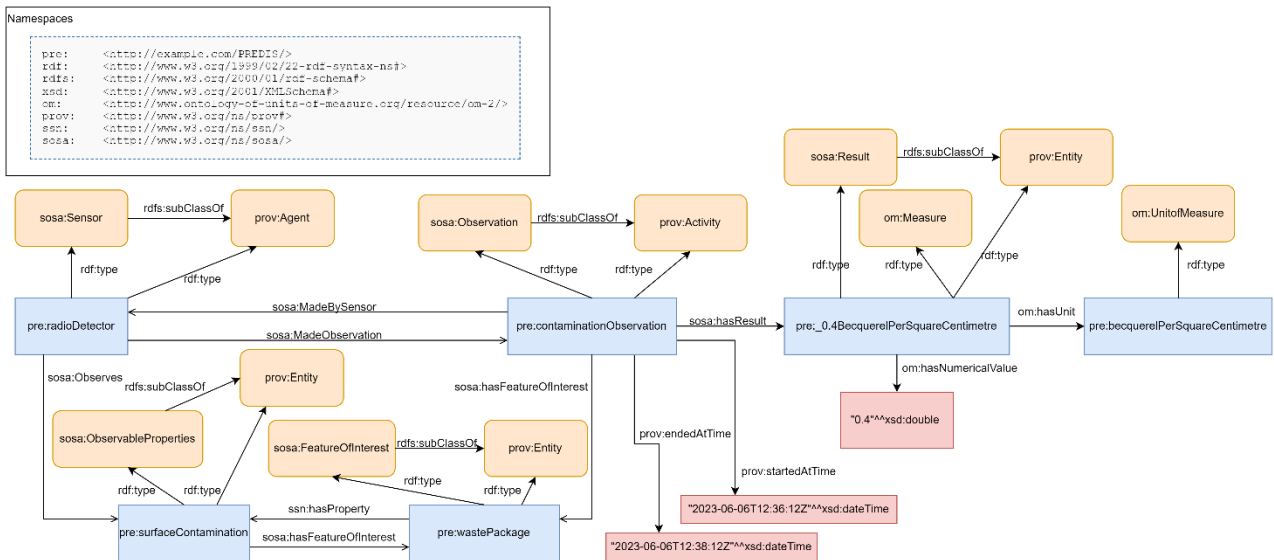 Namespaces
pre: <http://example.com/PREDIS/>
rdf: <http://www.w3.org/1999/02/22-rdf-syntax-ns#>
rdfs: <http://www.w3.org/2000/01/rdf-schema#>
xsd: <http://www.w3.org/2001/XMLSchema#>
om: <http://www.ontology-of-units-of-measure.org/resource/om-2/>
prov: <http://www.w3.org/ns/prov#>
ssn: <http://www.w3.org/ns/ssn/>
sosa: <http://www.w3.org/ns/sosa/>
sosa:Result
rdfs:subClassOf
prov:Entity
sosa:Sensor
rdfs:subClassOf
prov:Agent
sosa:Observation
rdfs:subClassOf
prov:Activity
om:Measure
om:UnitofMeasure
rdf:type
rdf:type
rdf:type
rdf:type
rdf:type
rdf:type
rdf:type
rdf:type
pre:radioDetector
sosa:MadeBySensor
sosa:MadeObservation
pre:contaminationObservation
sosa:hasResult
pre:_0.4BecquerelPerSquareCentimetre
om:hasUnit
pre:becquerelPerSquareCentimetre
om:hasNumericalValue
"0.4"^^xsd:double
sosa:Observes
rdfs:subClassOf
prov:Entity
sosa:hasFeatureOfInterest
sosa:ObservableProperties
sosa:FeatureOfInterest
rdfs:subClassOf
prov:Entity
prov:endedAtTime
prov:startedAtTime
rdf:type
rdf:type
rdf:type
rdf:type
pre:surfaceContamination
ssn:hasProperty
sosa:hasFeatureOfInterest
pre:wastePackage
"2023-06-06T12:36:12Z"^^xsd:dateTime
"2023-06-06T12:38:12Z"^^xsd:dateTime